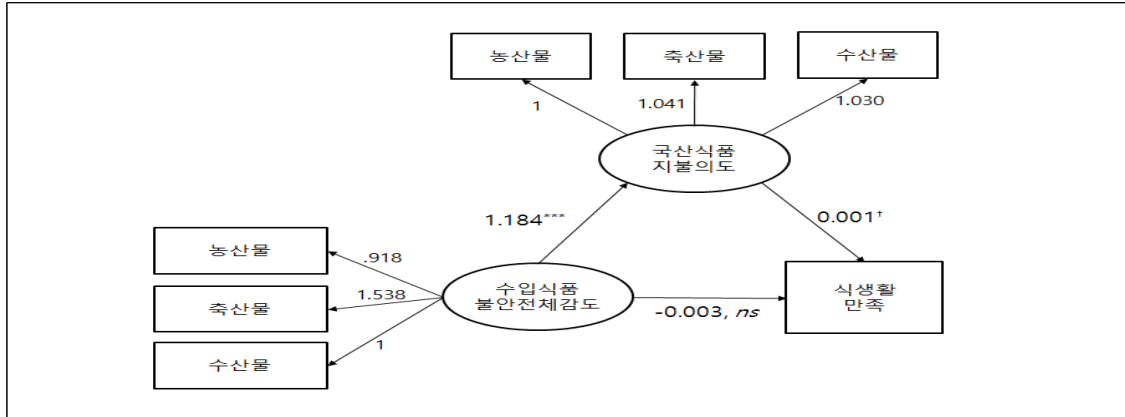 농산물
축산물
수산물
1
1.041
1.030
국산식품
지불의도
1.184***
0.001†
농산물
.918
축산물
1.538
수산물
1
수입식품
불안전체감도
-0.003, ns
식생활
만족